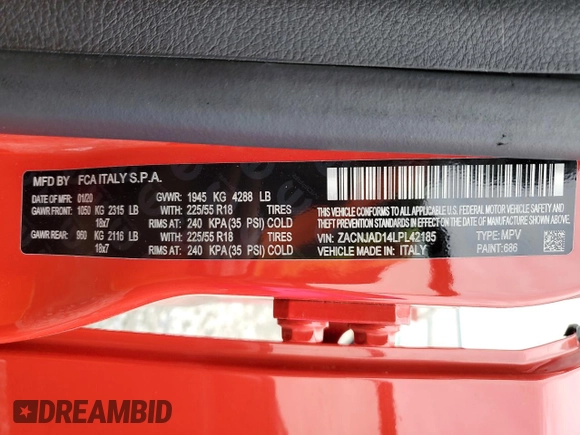 MFD BY FCA ITALY S.P.A.
DATE OF MFR: 01/20 GVWR: 1945 KG 4288 LB
GAWR FRONT: 1050 KG 2315 LB WITH: 225/55 R18 TIRES
18x7 RIMS AT: 240 KPA(35 PSI) COLD
GAWR REAR: 960 KG 2116 LB WITH: 225/55 R18 TIRES
18x7 RIMS AT: 240 KPA(35 PSI) COLD
THIS VEHICLE CONFORMS TO ALL APPLICABLE U.S. FEDERAL MOTOR VEHICLE
SAFETY, BUMPER, AND THEFT PREVENTION STANDARDS IN
EFFECT ON THE DATE OF MANUFACTURE SHOWN ABOVE.
VIN: ZACNJAD14LPL42185 TYPE: MPV
VEHICLE MADE IN: ITALY PAINT: 686
DREAMBID